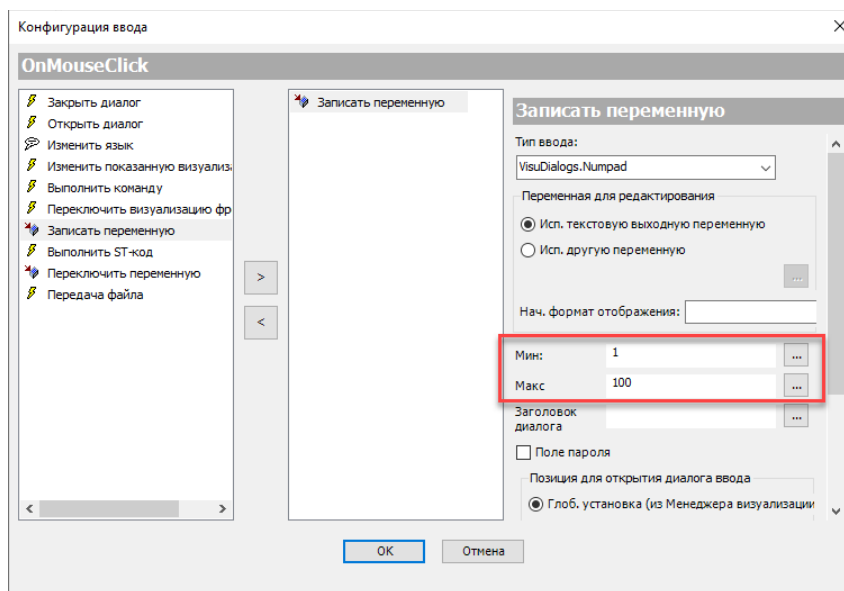 Конфигурация ввода
OnMouseClick
Закрыть диалог
Открыть диалог
Изменить язык
Изменить показанную визуализ
Выполнить команду
Переключить визуализацию фр
Записать переменную
Выполнить ST-код
Переключить переменную
Передача файла
>
<
Записать переменную
Записать переменную
Тип ввода:
VisuDialogs.Numpad
Переменная для редактирования
Исп. текстовую выходную переменную
Исп. другую переменную
...
Нач. формат отображения:
Мин: 1 ...
Макс 100 ...
Заголовок
диалога ...
Поле пароля
Позиция для открытия диалога ввода
Глоб. установка (из Менеджера визуализации
OK Отмена